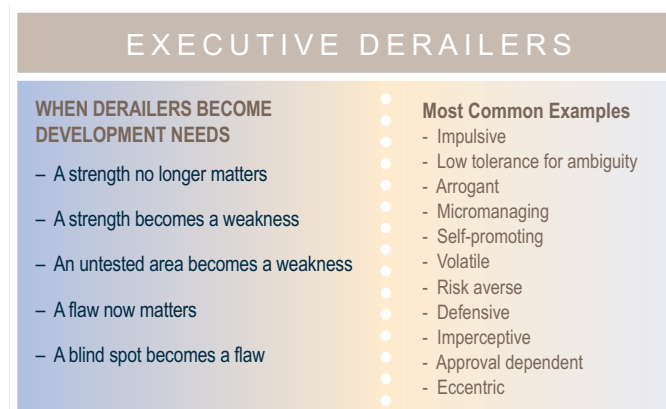 EXECUTIVE DERAILERS
WHEN DERAILERS BECOME
DEVELOPMENT NEEDS
– A strength no longer matters
– A strength becomes a weakness
– An untested area becomes a weakness
– A flaw now matters
– A blind spot becomes a flaw
Most Common Examples
- Impulsive
- Low tolerance for ambiguity
- Arrogant
- Micromanaging
- Self-promoting
- Volatile
- Risk averse
- Defensive
- Imperceptive
- Approval dependent
- Eccentric